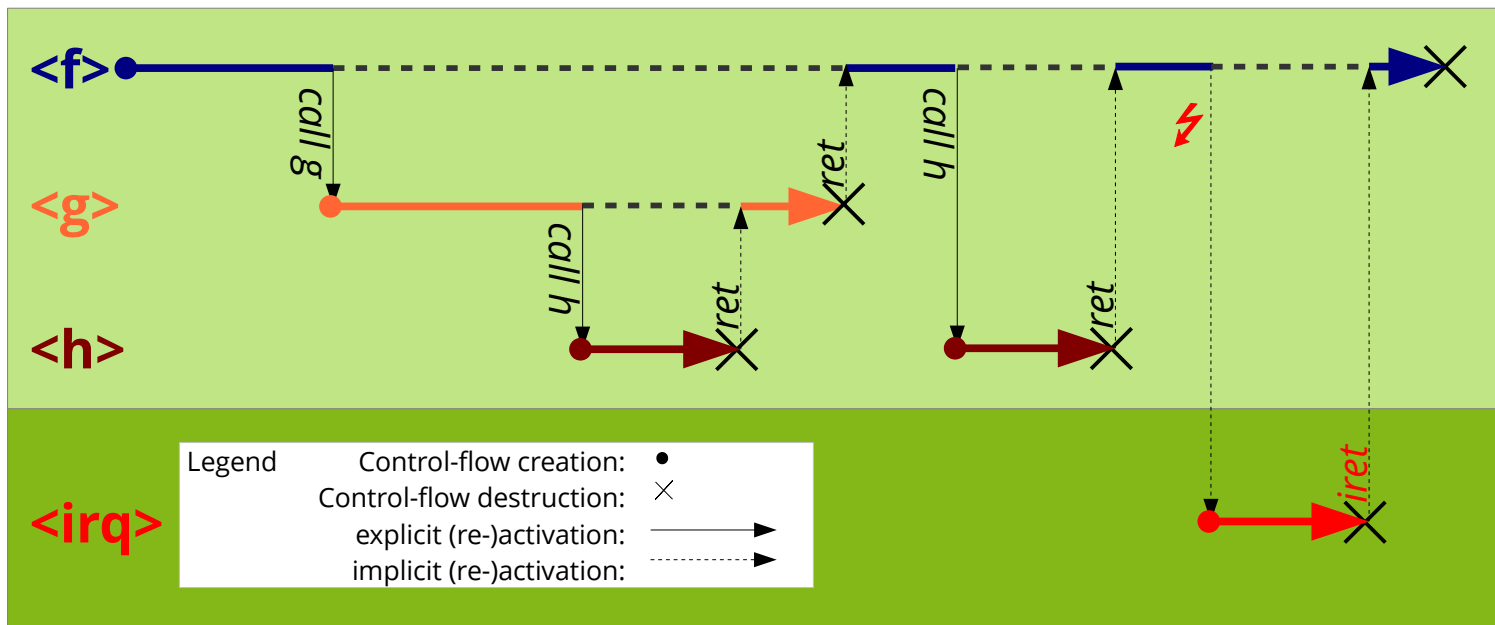 <f>
call g
ret
call h
<g>
call h
ret
ret
<h>
iret
<irq>
Legend
Control-flow creation:
Control-flow destruction:
explicit (re-)activation:
implicit (re-)activation: